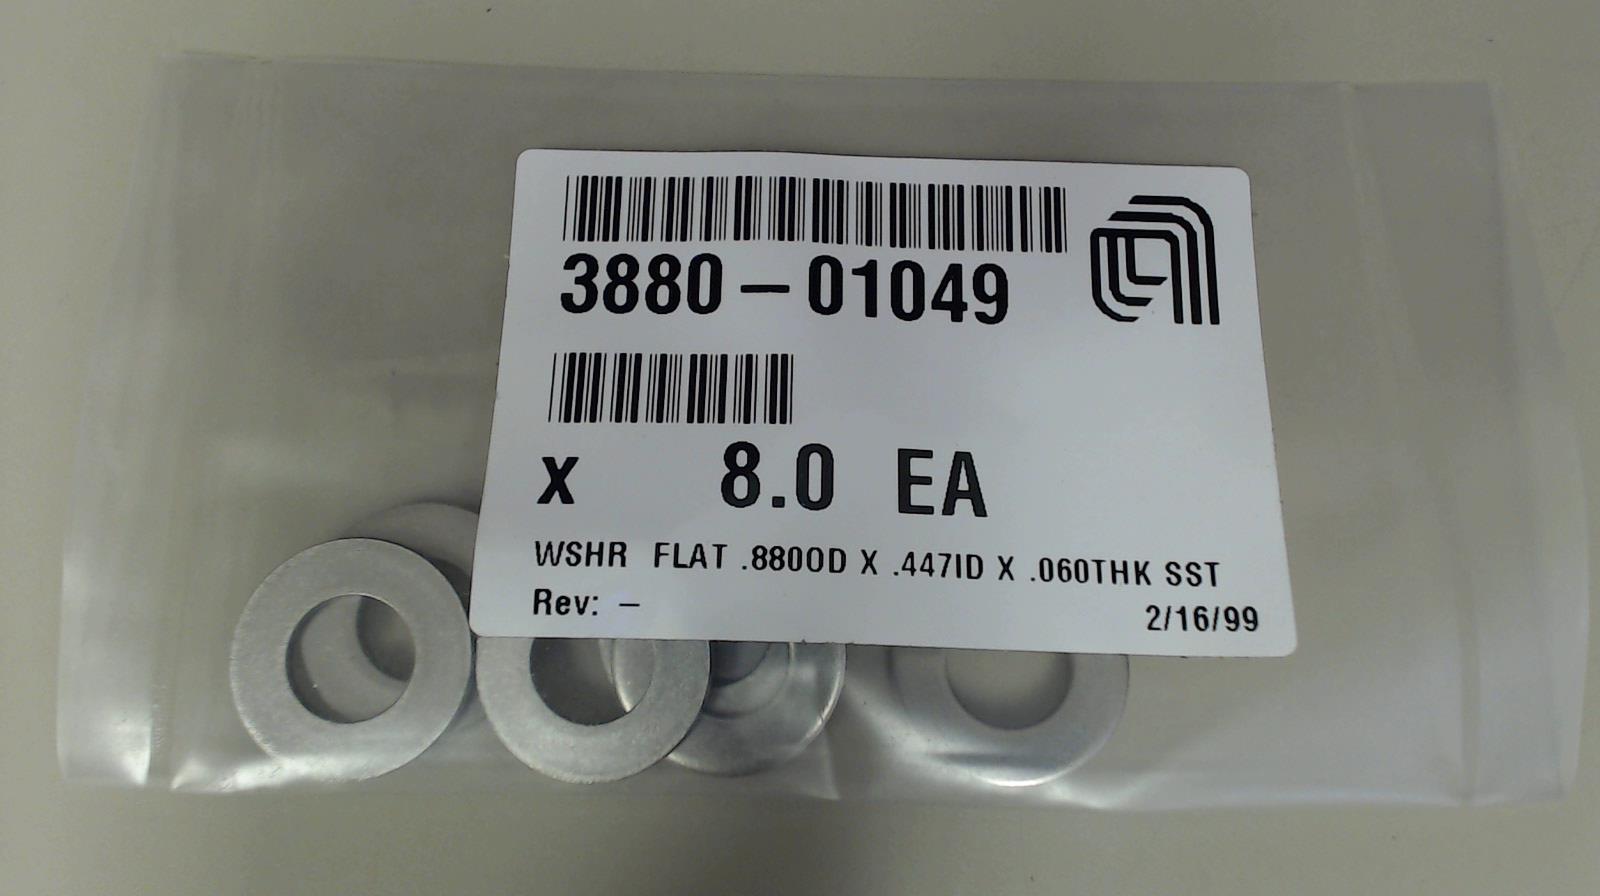 3880-01049
X 8.0 EA
WSHR FLAT .880OD X .447ID X .060THK SST
Rev: -
2/16/99